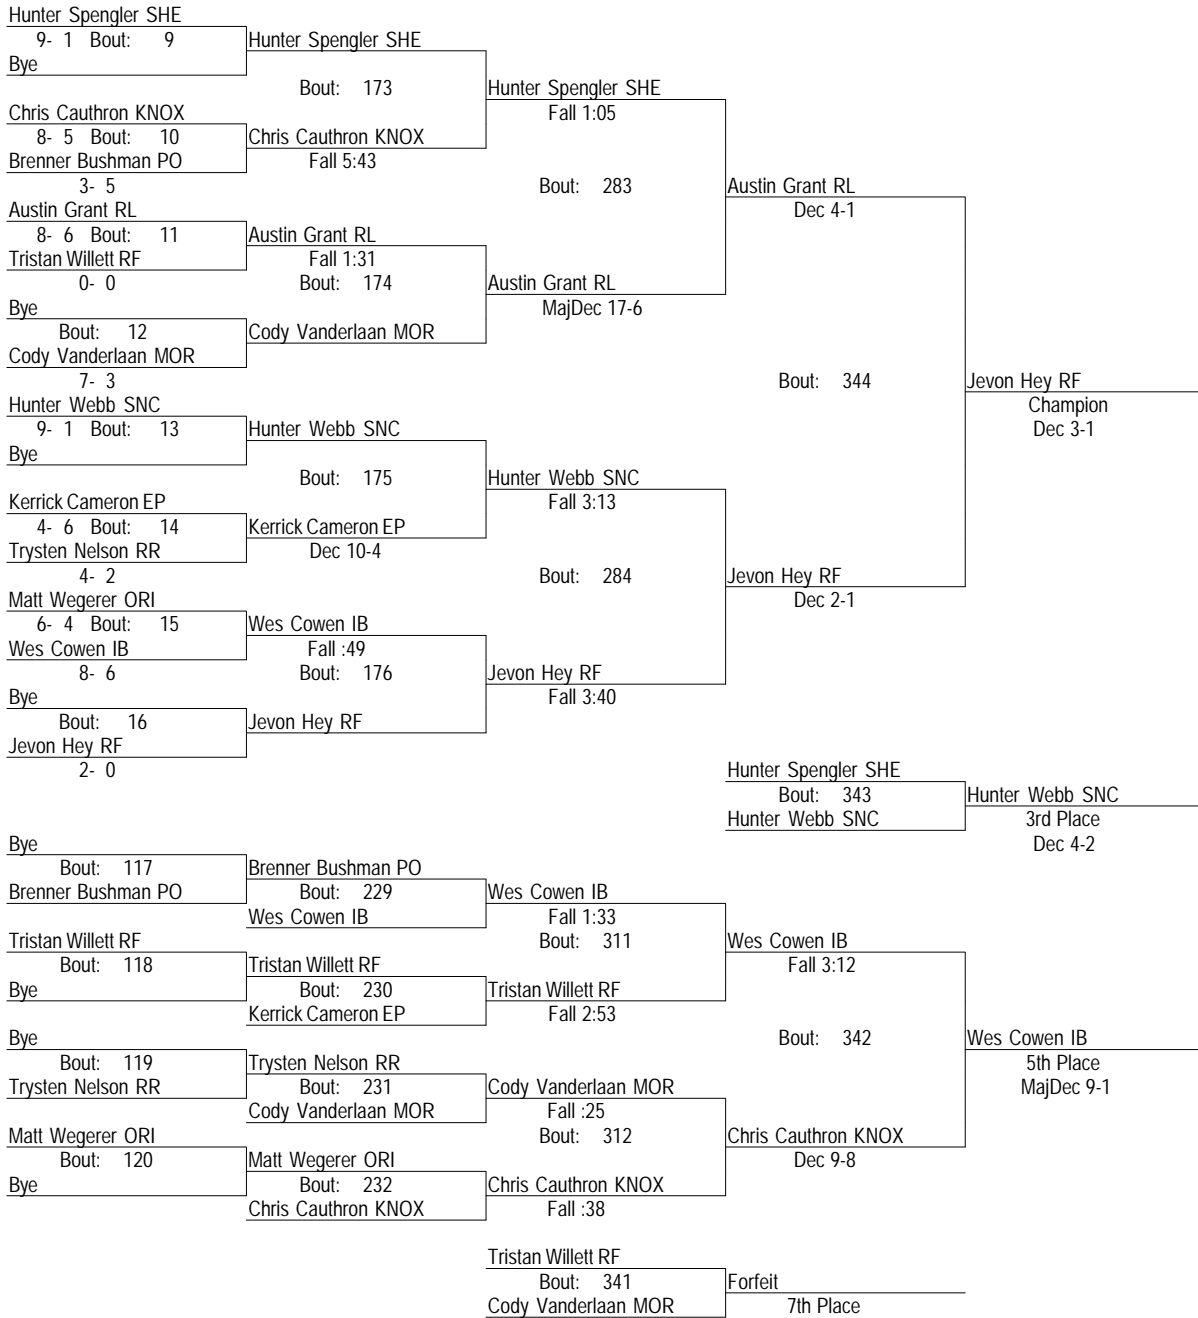 Hunter Spengler SHE
9- 1 Bout: 9
Bye
Hunter Spengler SHE
Bout: 173
Chris Cauthron KNOX
8- 5 Bout: 10
Brenner Bushman PO
3- 5
Chris Cauthron KNOX
Fall 5:43
Hunter Spengler SHE
Fall 1:05
Bout: 283
Austin Grant RL
8- 6 Bout: 11
Tristan Willett RF
0- 0
Austin Grant RL
Fall 1:31
Bout: 174
Bye
Bout: 12
Cody Vanderlaan MOR
7- 3
Cody Vanderlaan MOR
Austin Grant RL
MajDec 17-6
Austin Grant RL
Dec 4-1
Bout: 344
Jevon Hey RF
Champion
Dec 3-1
Hunter Webb SNC
9- 1 Bout: 13
Bye
Hunter Webb SNC
Bout: 175
Kerrick Cameron EP
4- 6 Bout: 14
Trysten Nelson RR
4- 2
Kerrick Cameron EP
Dec 10-4
Hunter Webb SNC
Fall 3:13
Bout: 284
Matt Wegerer ORI
6- 4 Bout: 15
Wes Cowen IB
8- 6
Wes Cowen IB
Fall :49
Bout: 176
Bye
Bout: 16
Jevon Hey RF
2- 0
Jevon Hey RF
Jevon Hey RF
Fall 3:40
Jevon Hey RF
Dec 2-1
Hunter Spengler SHE
Bout: 343
Hunter Webb SNC
Hunter Webb SNC
3rd Place
Dec 4-2
Bye
Bout: 117
Brenner Bushman PO
Brenner Bushman PO
Bout: 229
Wes Cowen IB
Wes Cowen IB
Fall 1:33
Bout: 311
Tristan Willett RF
Bout: 118
Bye
Tristan Willett RF
Bout: 230
Kerrick Cameron EP
Tristan Willett RF
Fall 2:53
Wes Cowen IB
Fall 3:12
Bout: 342
Wes Cowen IB
5th Place
MajDec 9-1
Bye
Bout: 119
Trysten Nelson RR
Trysten Nelson RR
Bout: 231
Cody Vanderlaan MOR
Cody Vanderlaan MOR
Fall :25
Bout: 312
Matt Wegerer ORI
Bout: 120
Bye
Matt Wegerer ORI
Bout: 232
Chris Cauthron KNOX
Chris Cauthron KNOX
Fall :38
Chris Cauthron KNOX
Dec 9-8
Tristan Willett RF
Bout: 341
Cody Vanderlaan MOR
Forfeit
7th Place